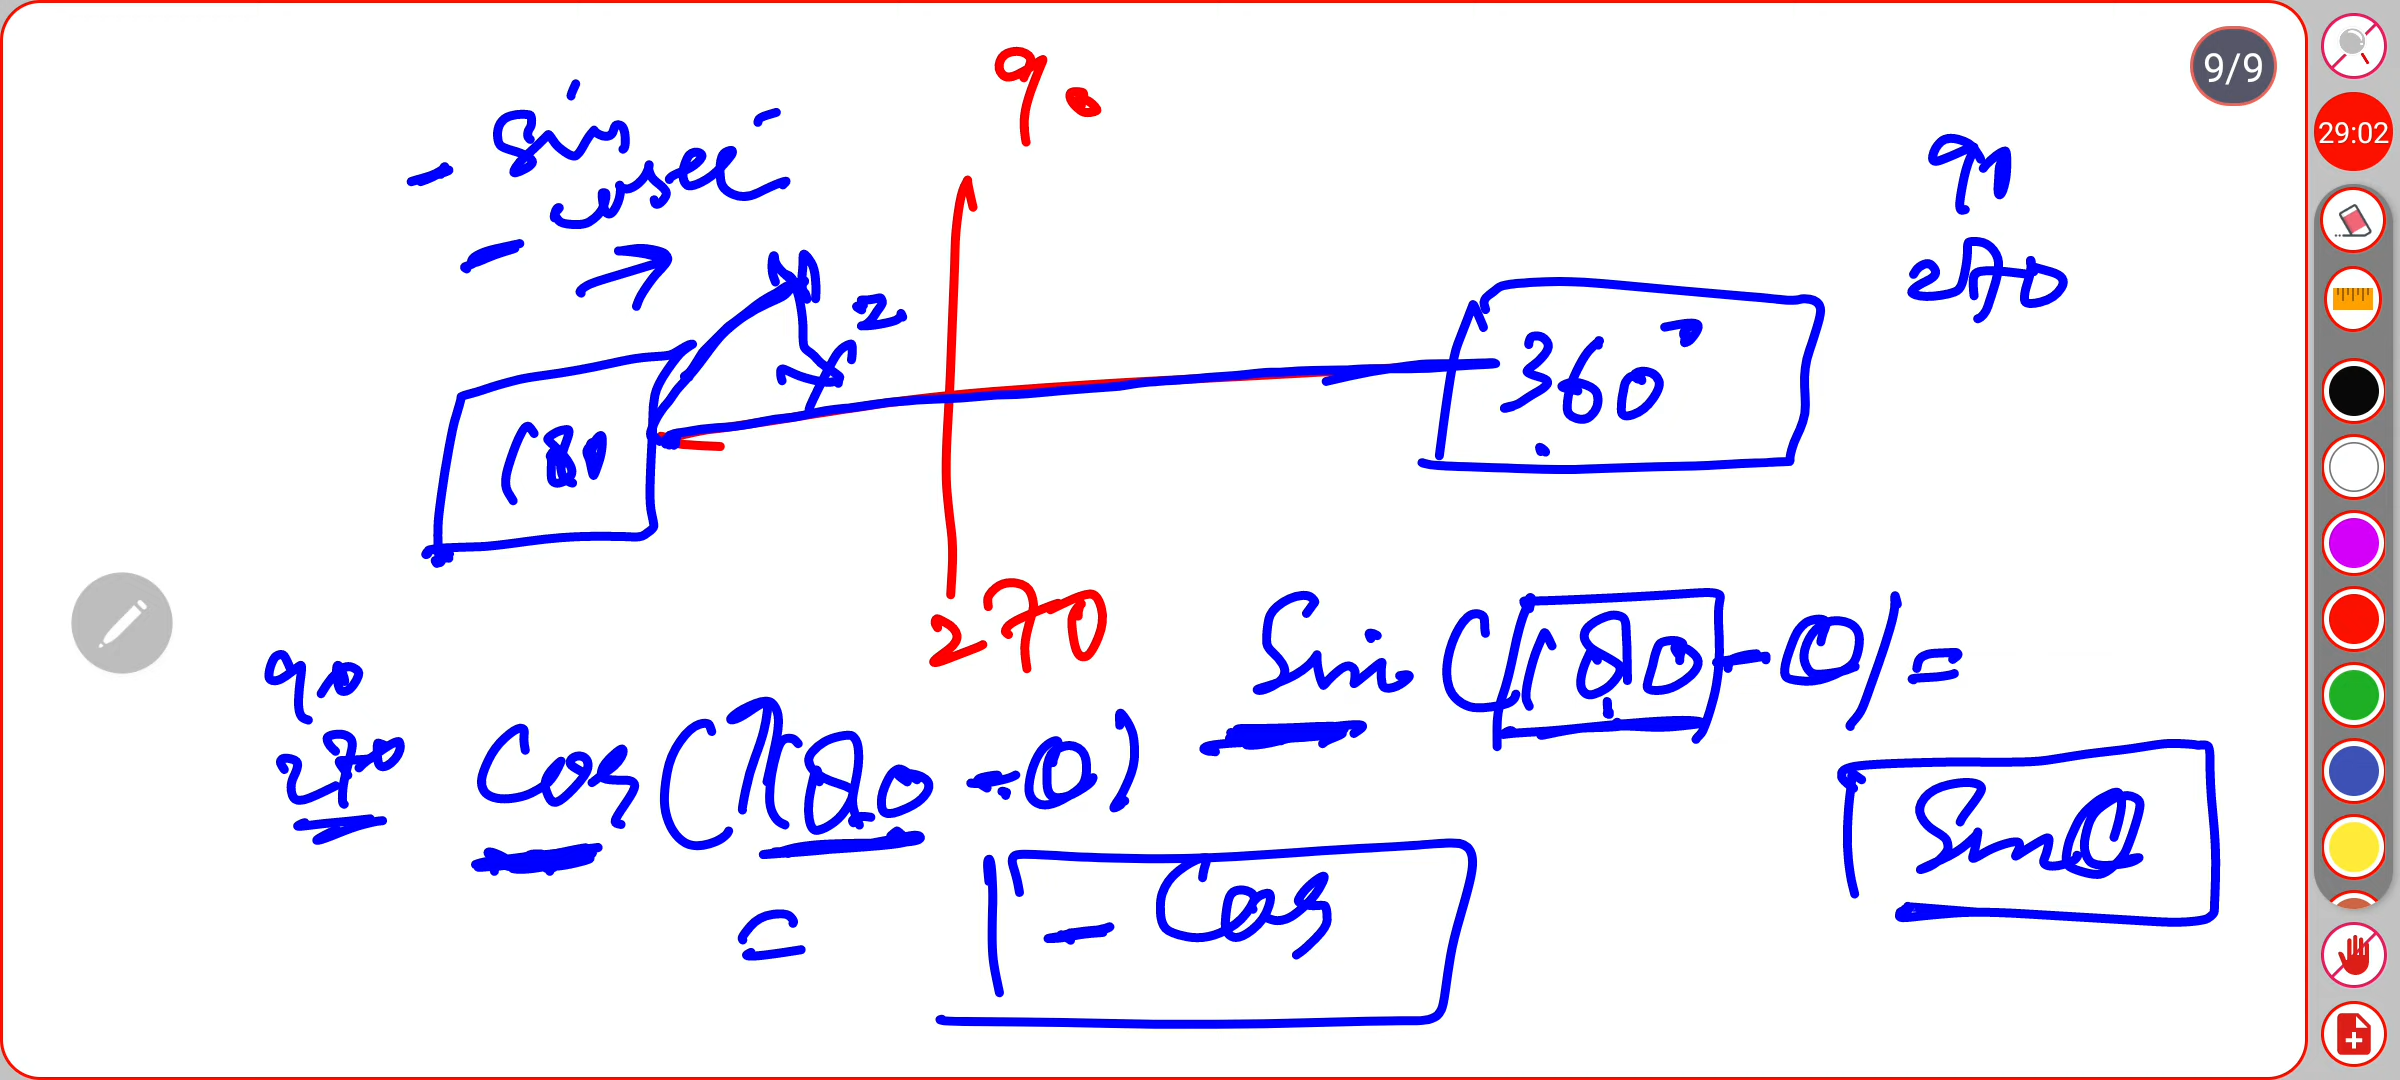 90
9/9
29:02
- sin
cosec
-
90
270
2
360°
180
270
Sin (180 - θ) =
90
270
Cos (180 - θ)
Sin θ
= - Cos